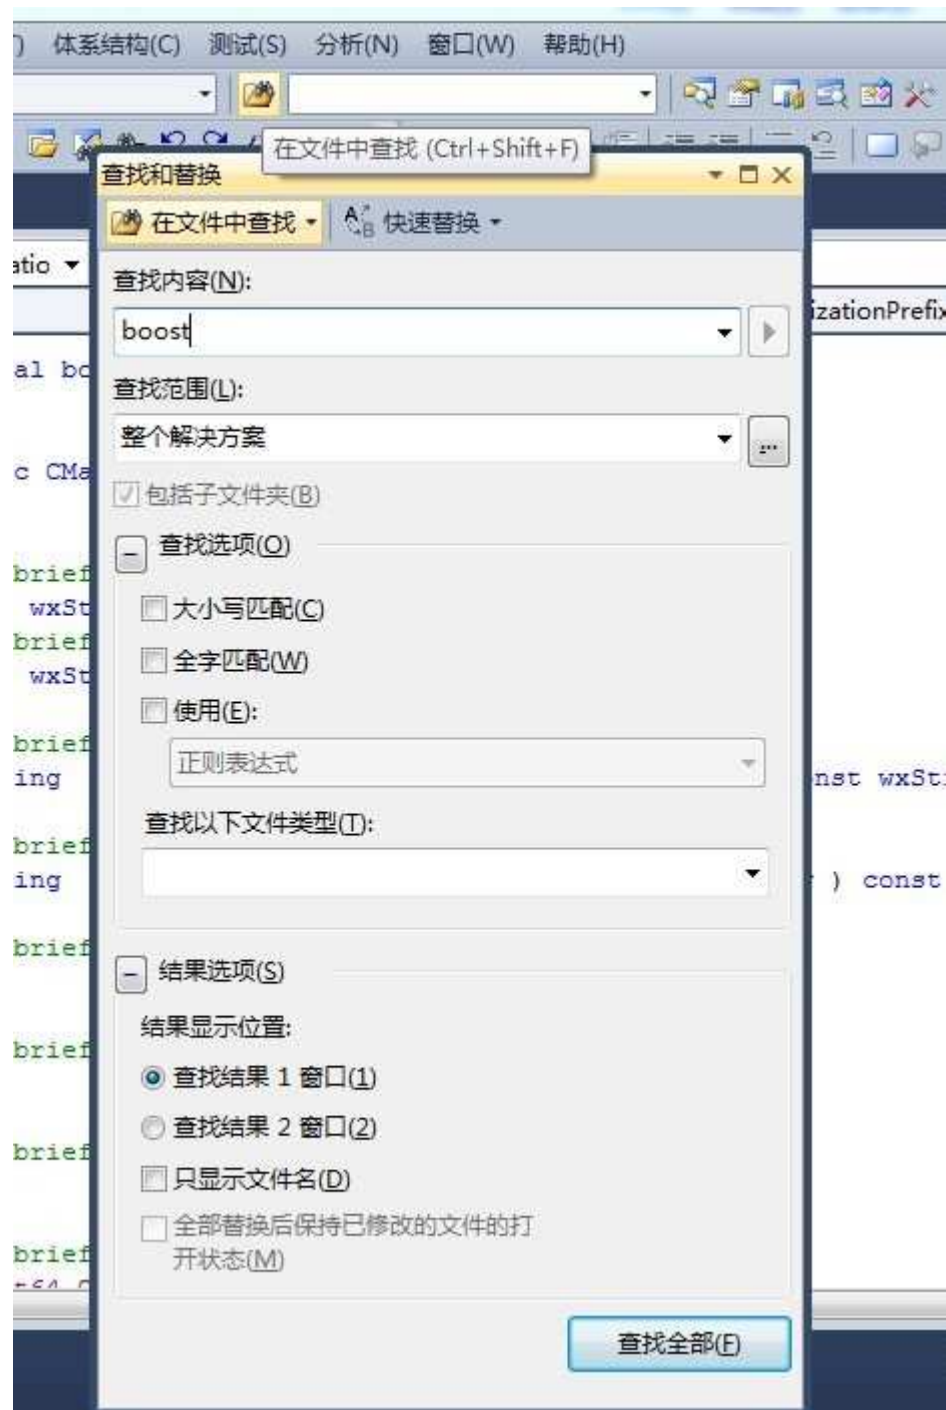 体系结构(C) 测试(S) 分析(N) 窗口(W) 帮助(H)
在文件中查找 (Ctrl+Shift+F)
查找和替换
在文件中查找 快速替换
atio
查找内容(N):
izationPrefix
boost
al bo
查找范围(L):
整个解决方案 ...
c CMa
包括子文件夹(B)
查找选项(O)
brief
wxSt
大小写匹配(C)
brief
全字匹配(W)
wxSt
使用(E):
brief
正则表达式
ing nst wxSt
查找以下文件类型(T):
brief
ing ) const
brief
结果选项(S)
结果显示位置:
brief
查找结果 1 窗口(1)
查找结果 2 窗口(2)
brief
只显示文件名(D)
全部替换后保持已修改的文件的打
brief
开状态(M)
查找全部(F)